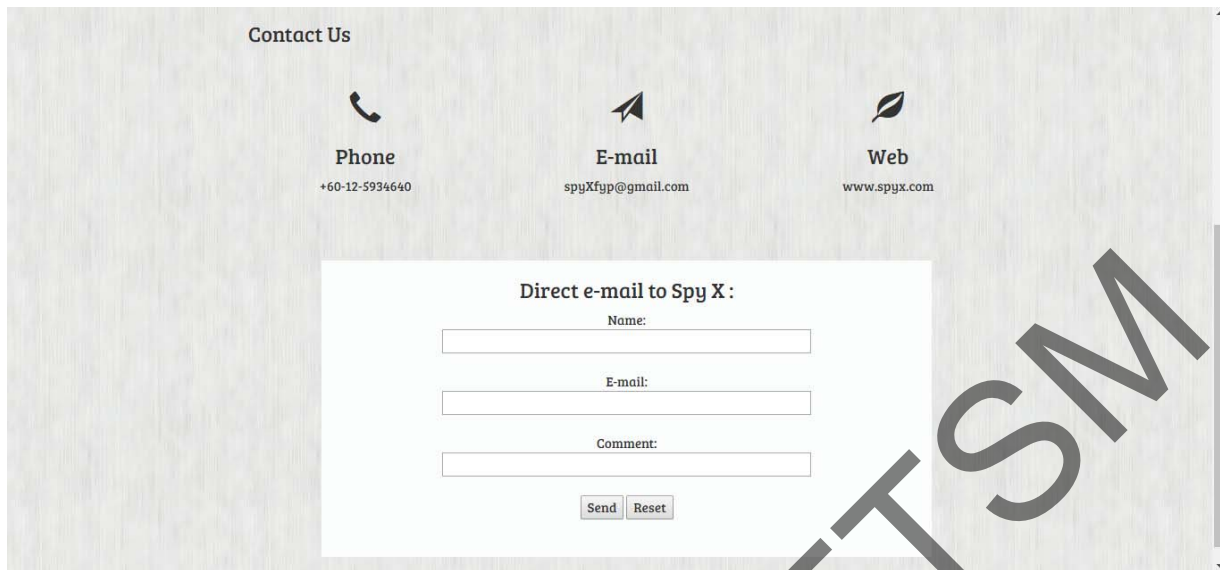 Contact Us
Phone
E-mail
Web
+60-12-5934640
spyXfyp@gmail.com
www.spyx.com
Direct e-mail to Spy X :
Name:
E-mail:
Comment:
Send Reset
TSM